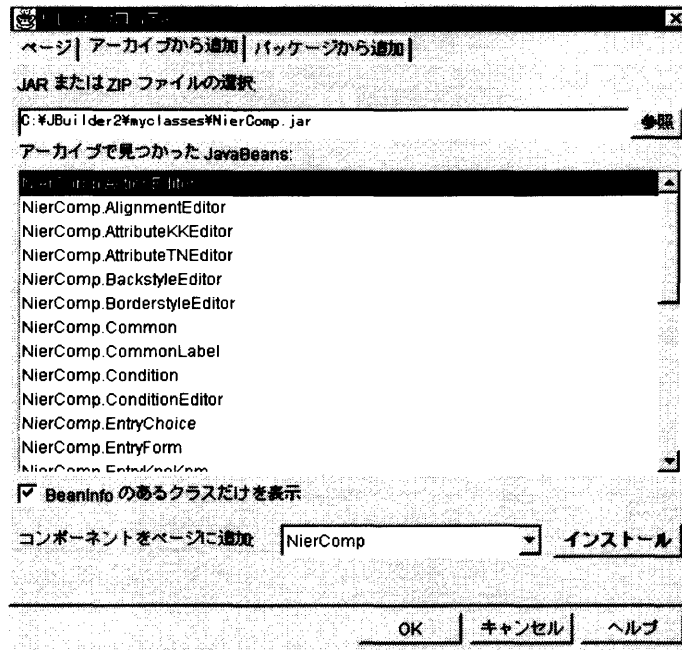 ページ アーカイブから追加 パッケージから追加
JAR または ZIP ファイルの選択:
C:¥JBuilder2¥myclasses¥NierComp.jar 参照
アーカイブで見つかった JavaBeans:
NierComp.ActionEditor
NierComp.AlignmentEditor
NierComp.AttributeKKEditor
NierComp.AttributeTNEditor
NierComp.BackstyleEditor
NierComp.BorderstyleEditor
NierComp.Common
NierComp.CommonLabel
NierComp.Condition
NierComp.ConditionEditor
NierComp.EntryChoice
NierComp.EntryForm
NierComp.EntryKnoKnm
BeanInfo のあるクラスだけを表示
コンポーネントをページに追加: NierComp インストール
OK キャンセル ヘルプ